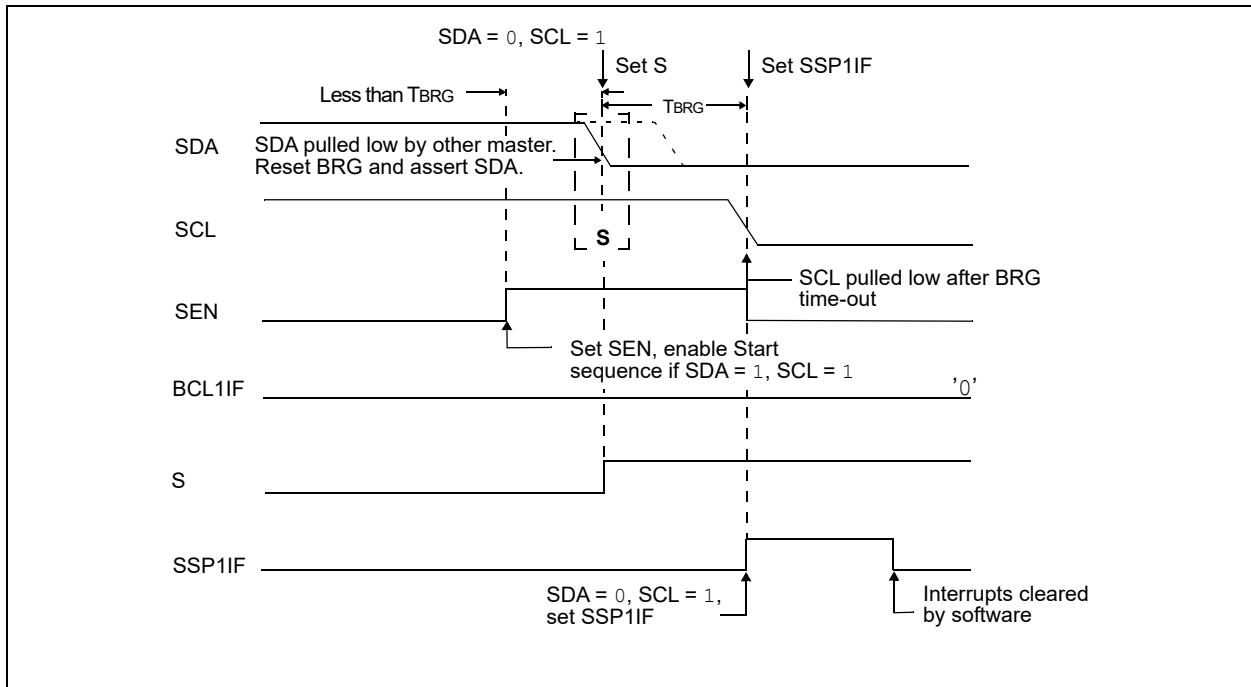 SDA = 0, SCL = 1
Set S
Set SSP1IF
Less than TBRG
TBRG
SDA
SDA pulled low by other master.
Reset BRG and assert SDA.
SCL
S
SCL pulled low after BRG
time-out
SEN
Set SEN, enable Start
sequence if SDA = 1, SCL = 1
BCL1IF
'0'
S
SSP1IF
SDA = 0, SCL = 1,
set SSP1IF
Interrupts cleared
by software